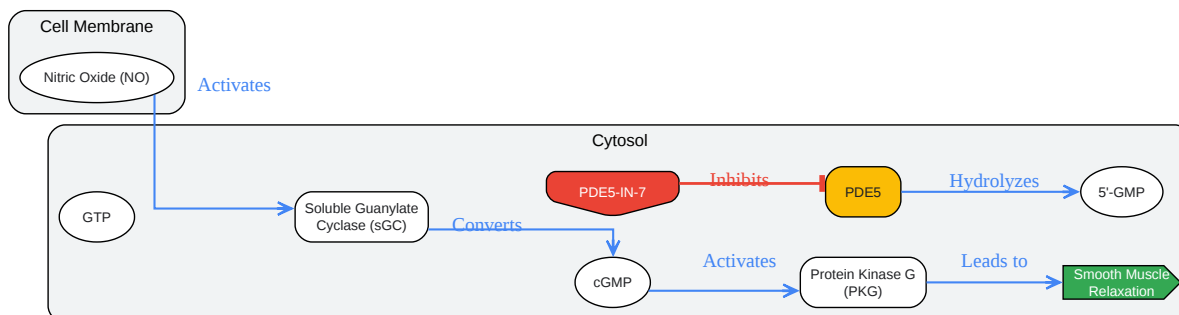 Cell Membrane
Nitric Oxide (NO)
Activates
Cytosol
PDE5-IN-7
Inhibits
PDE5
Hydrolyzes
5'-GMP
GTP
Soluble Guanylate
Cyclase (sGC)
Converts
cGMP
Activates
Protein Kinase G
(PKG)
Leads to
Smooth Muscle
Relaxation